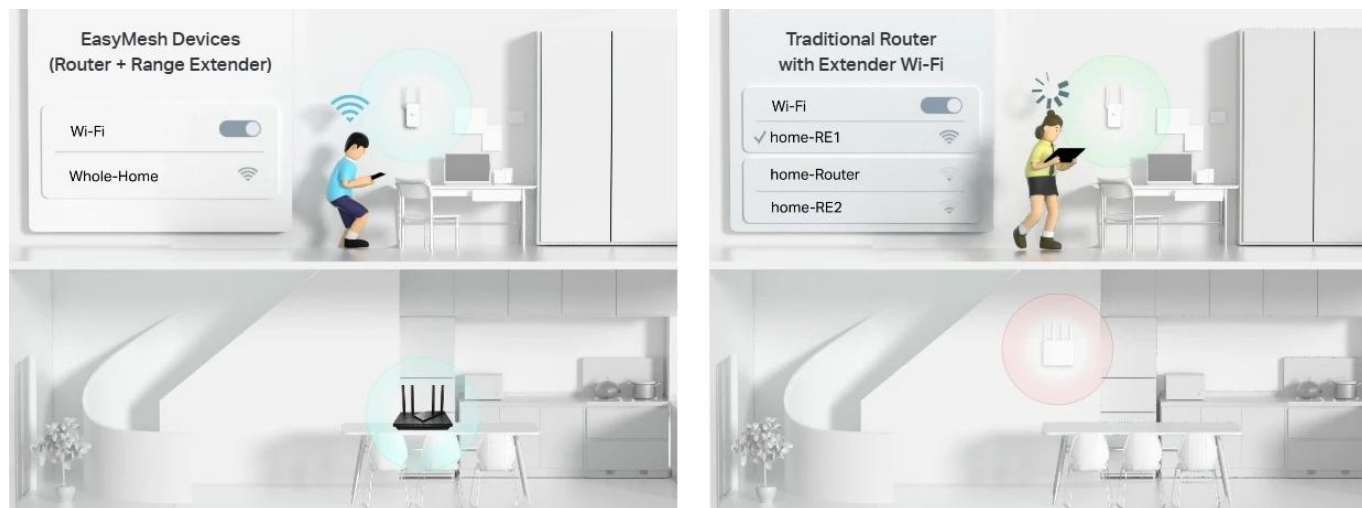 EasyMesh Devices
(Router + Range Extender)
Wi-Fi
Whole-Home
Traditional Router
with Extender Wi-Fi
Wi-Fi
home-RE1
home-Router
home-RE2